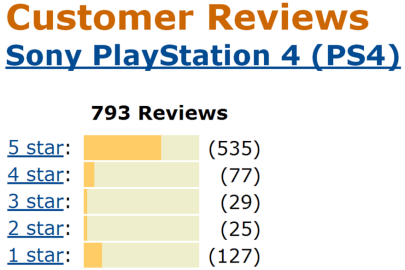 Customer Reviews
Sony PlayStation 4 (PS4)
793 Reviews
5 star: (535)
4 star: (77)
3 star: (29)
2 star: (25)
1 star: (127)